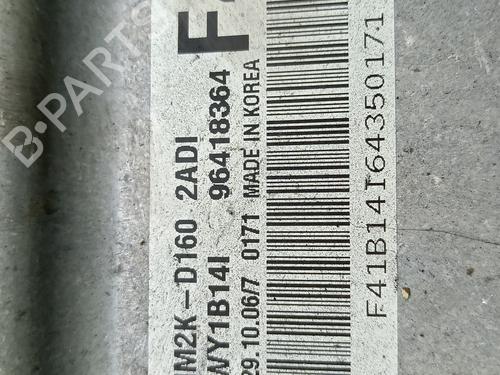 F
M2K-D160 2ADI
WY1B14I 96418364
29.10.06/7 0171 MADE IN KOREA
F41B14I64350171
B-PARTS